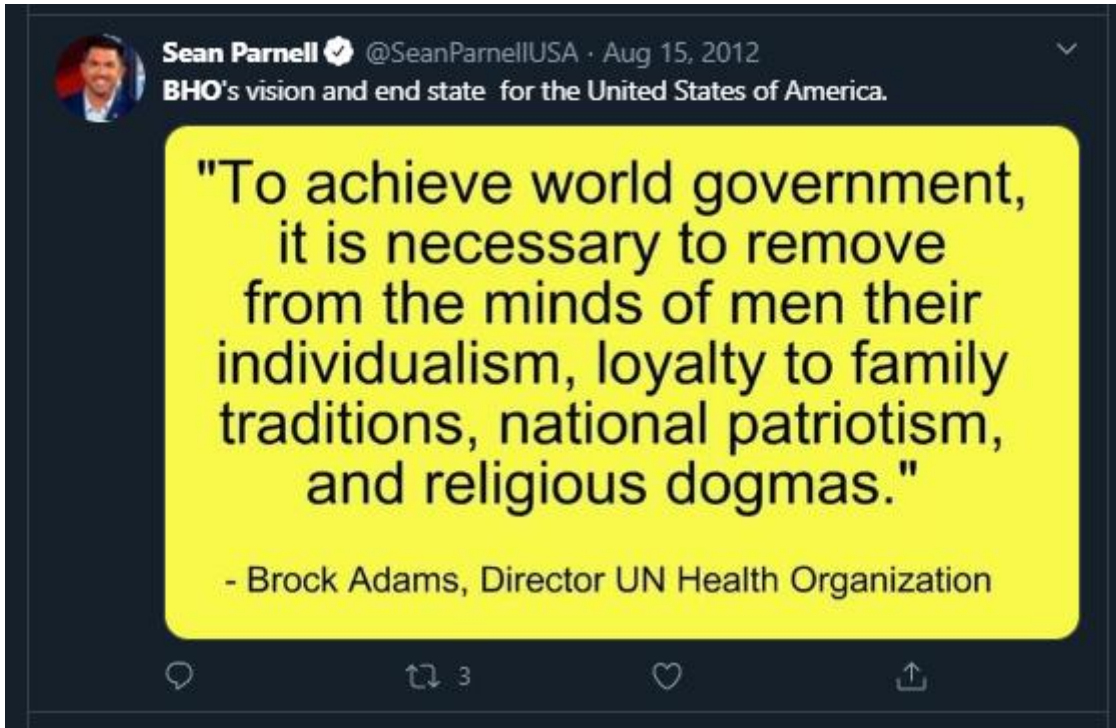 Sean Parnell @SeanParnellUSA · Aug 15, 2012
BHO's vision and end state for the United States of America.
"To achieve world government,
it is necessary to remove
from the minds of men their
individualism, loyalty to family
traditions, national patriotism,
and religious dogmas."
- Brock Adams, Director UN Health Organization
3